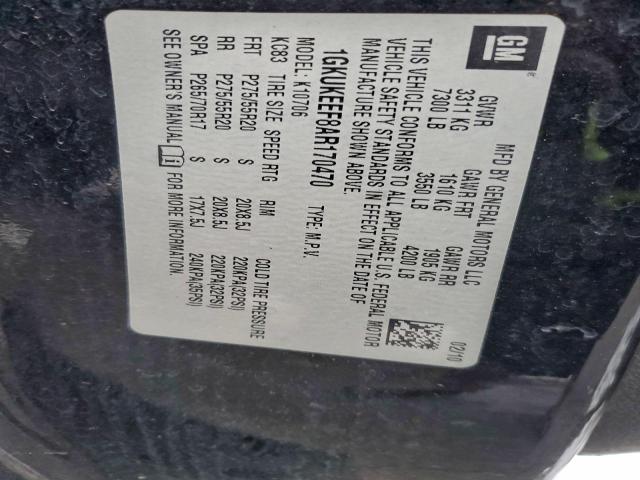 GM
®
MFD BY GENERAL MOTORS LLC 02/10
GVWR GAWR FRT GAWR RR
3311 KG 1610 KG 1905 KG
7300 LB 3550 LB 4200 LB
THIS VEHICLE CONFORMS TO ALL APPLICABLE U.S. FEDERAL MOTOR
VEHICLE SAFETY STANDARDS IN EFFECT ON THE DATE OF
MANUFACTURE SHOWN ABOVE.
1GKUKEEF8AR170470 TYPE: M.P.V.
K10706
KC83 TIRE SIZE SPEED RTG RIM COLD TIRE PRESSURE
FRT P275/55R20 S 20X8.5J 220KPA(32PSI)
RR P275/55R20 S 20X8.5J 220KPA(32PSI)
SPA P265/70R17 S 17X7.5J 240KPA(35PSI)
SEE OWNER'S MANUAL FOR MORE INFORMATION.